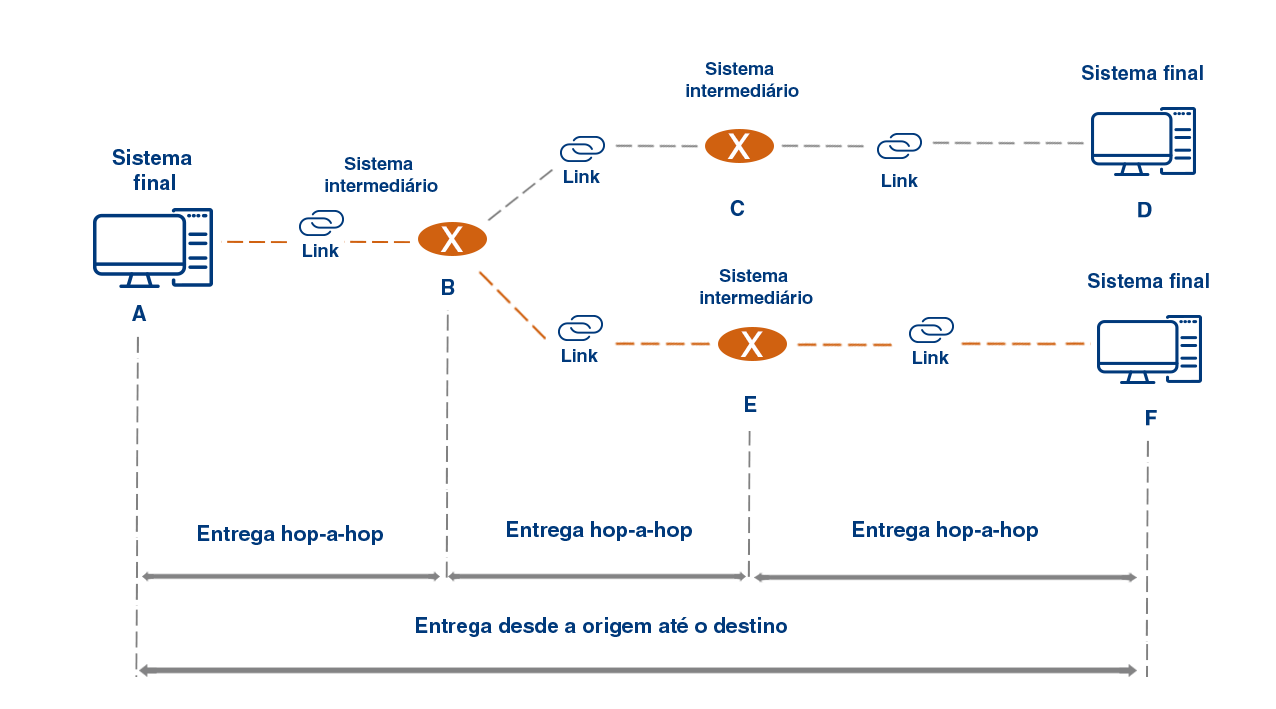 Sistema
intermediário
Sistema final
Sistema
final
Sistema
intermediário
Link
X
C
Link
D
Link
X
B
A
Sistema
intermediário
Sistema final
Link
X
E
Link
F
Entrega hop-a-hop
Entrega hop-a-hop
Entrega hop-a-hop
Entrega desde a origem até o destino